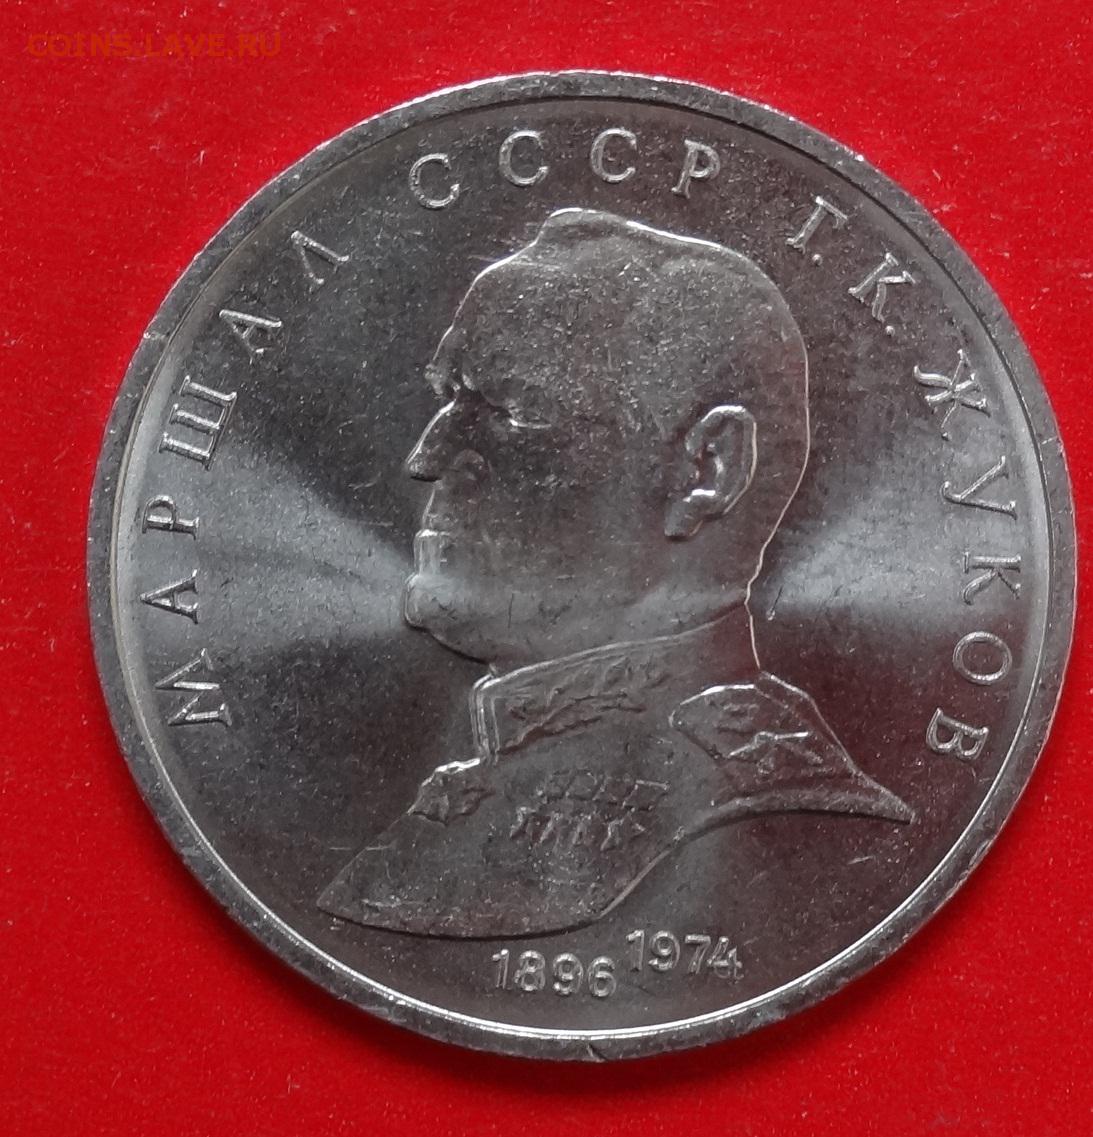 COINS.LAVE.RU
МАРШАЛ СССР Г.К.ЖУКОВ
1896 1974